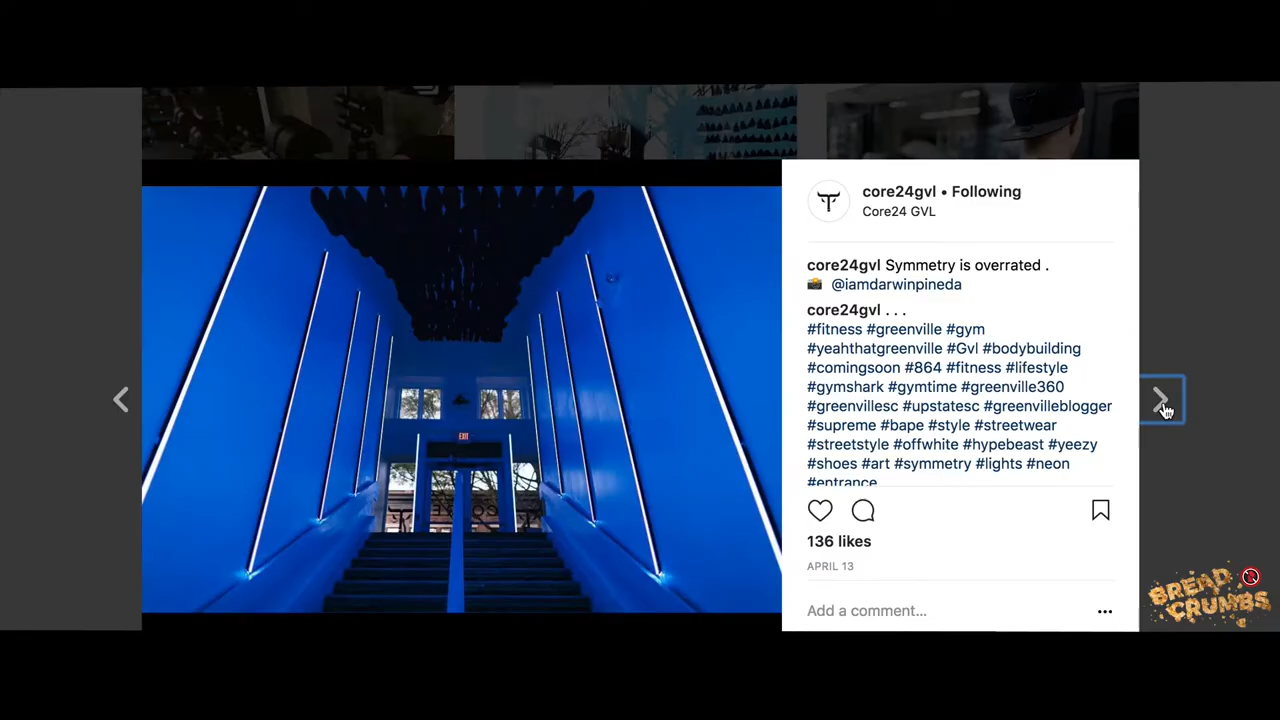 core24gvl • Following
Core24 GVL
core24gvl Symmetry is overrated .
📸 @iamdarwinpineda
core24gvl . . .
#fitness #greenville #gym
#yeahthatgreenville #Gvl #bodybuilding
#comingsoon #864 #fitness #lifestyle
#gymshark #gymtime #greenville360
#greenvillesc #upstatesc #greenvilleblogger
#supreme #bape #style #streetwear
#streetstyle #offwhite #hypebeast #yeezy
#shoes #art #symmetry #lights #neon
#entrance
EXIT
136 likes
APRIL 13
Add a comment...
BREAD
CRUMBS